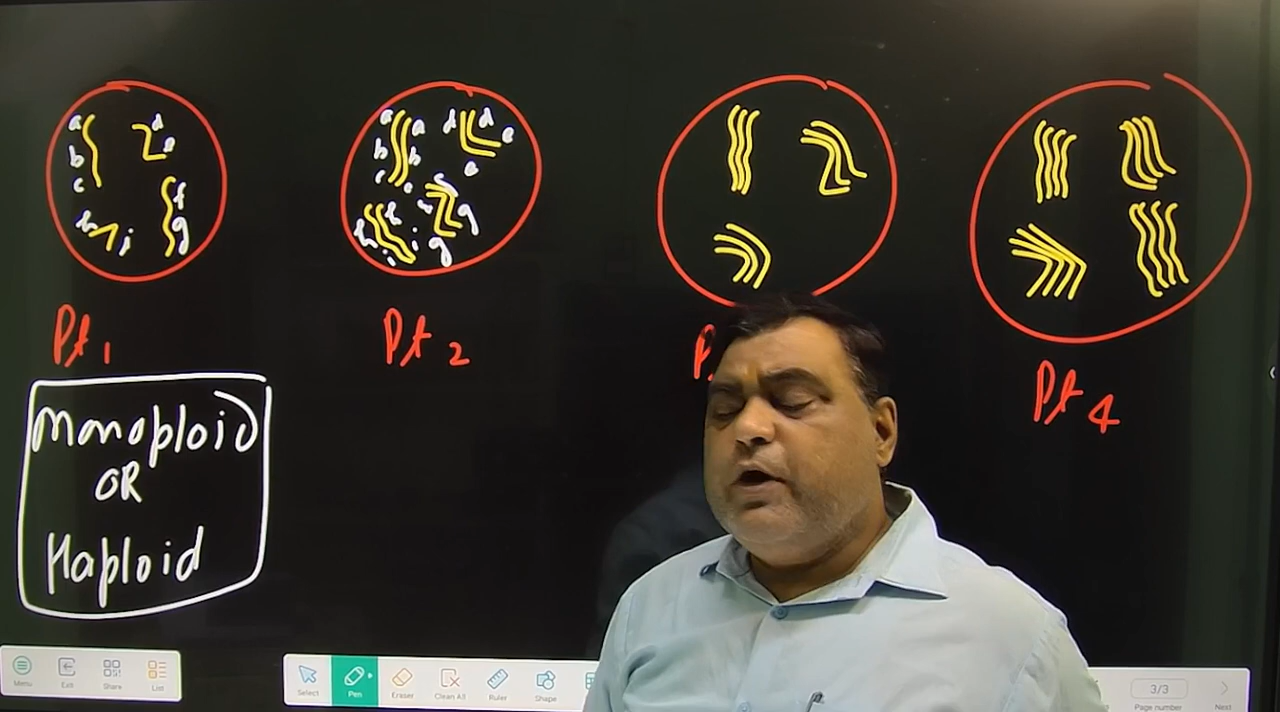 a
b
c
d
e
f
g
h
i
a a
b b
c c
d d
e
e
h h
i i
g
g
Pt 1
Pt 2
P
Pt 4
Monoploid
OR
Haploid
Menu
Exit
Share
List
Select
Pen
Eraser
Clean All
Ruler
Shape
3/3
Page number
Next